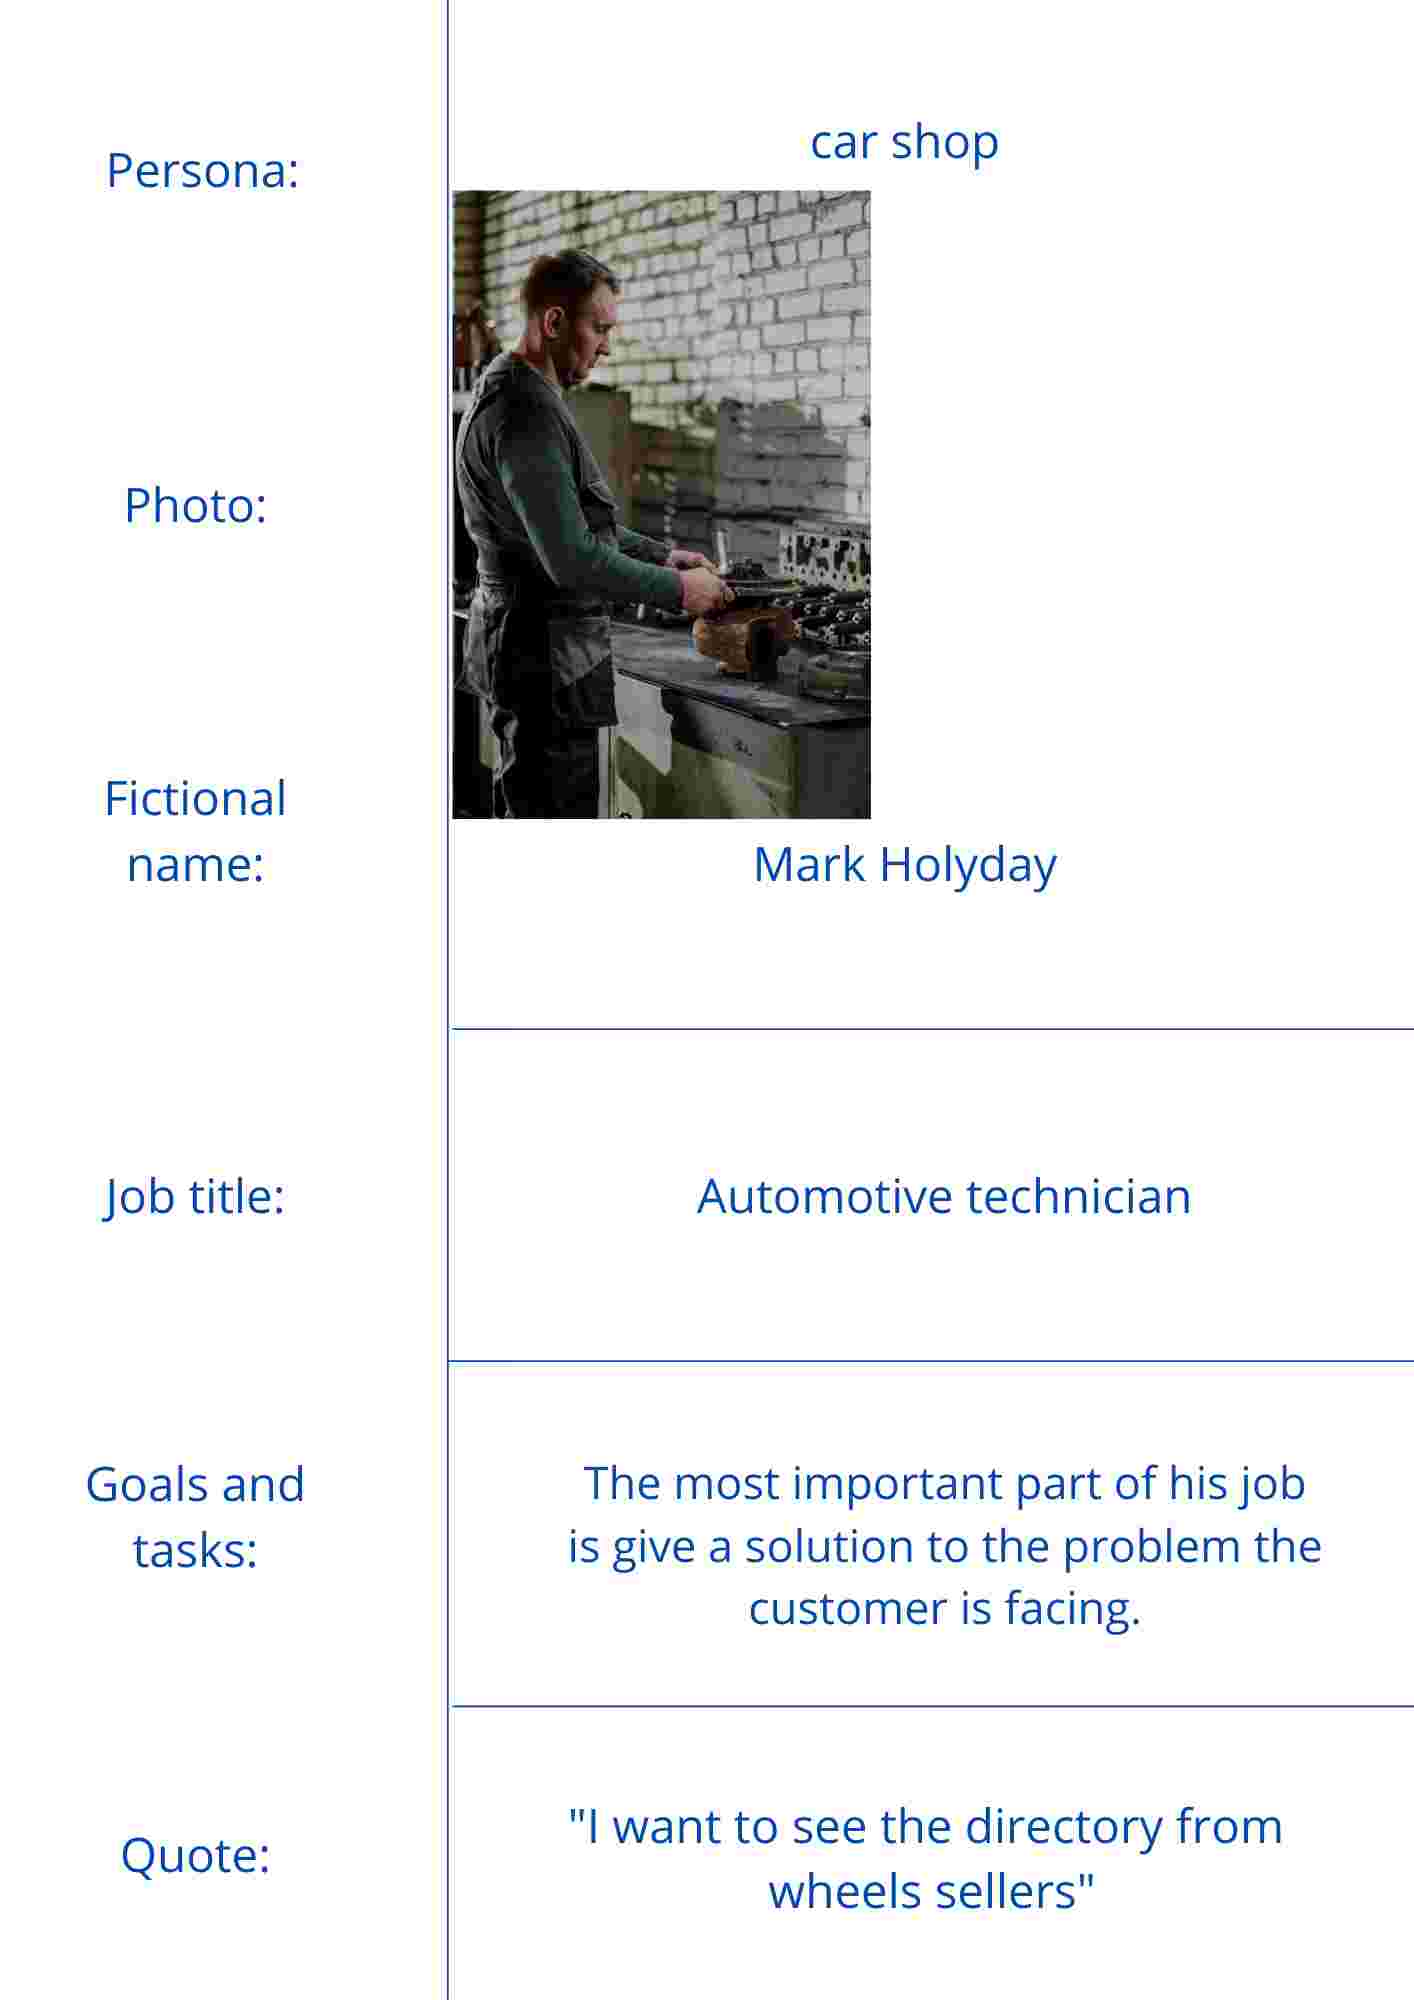 Persona:
car shop
Photo:
Fictional
name:
Mark Holyday
Job title:
Automotive technician
Goals and
tasks:
The most important part of his job
is give a solution to the problem the
customer is facing.
Quote:
"I want to see the directory from
wheels sellers"